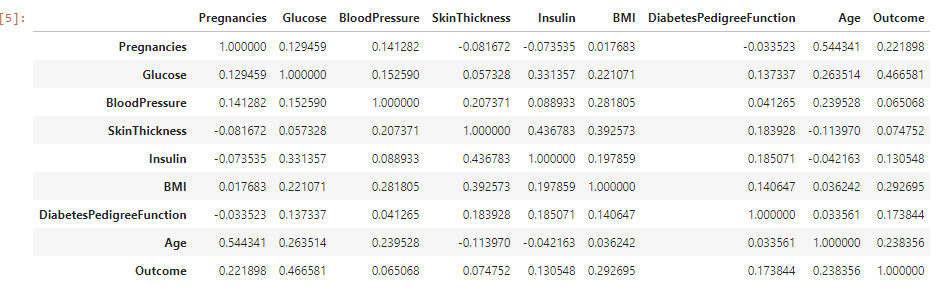 [5]: Pregnancies Glucose BloodPressure SkinThickness Insulin BMI DiabetesPedigreeFunction Age Outcome
Pregnancies 1.000000 0.129459 0.141282 -0.081672 -0.073535 0.017683 -0.033523 0.544341 0.221898
Glucose 0.129459 1.000000 0.152590 0.057328 0.331357 0.221071 0.137337 0.263514 0.466581
BloodPressure 0.141282 0.152590 1.000000 0.207371 0.088933 0.281805 0.041265 0.239528 0.065068
SkinThickness -0.081672 0.057328 0.207371 1.000000 0.436783 0.392573 0.183928 -0.113970 0.074752
Insulin -0.073535 0.331357 0.088933 0.436783 1.000000 0.197859 0.185071 -0.042163 0.130548
BMI 0.017683 0.221071 0.281805 0.392573 0.197859 1.000000 0.140647 0.036242 0.292695
DiabetesPedigreeFunction -0.033523 0.137337 0.041265 0.183928 0.185071 0.140647 1.000000 0.033561 0.173844
Age 0.544341 0.263514 0.239528 -0.113970 -0.042163 0.036242 0.033561 1.000000 0.238356
Outcome 0.221898 0.466581 0.065068 0.074752 0.130548 0.292695 0.173844 0.238356 1.000000